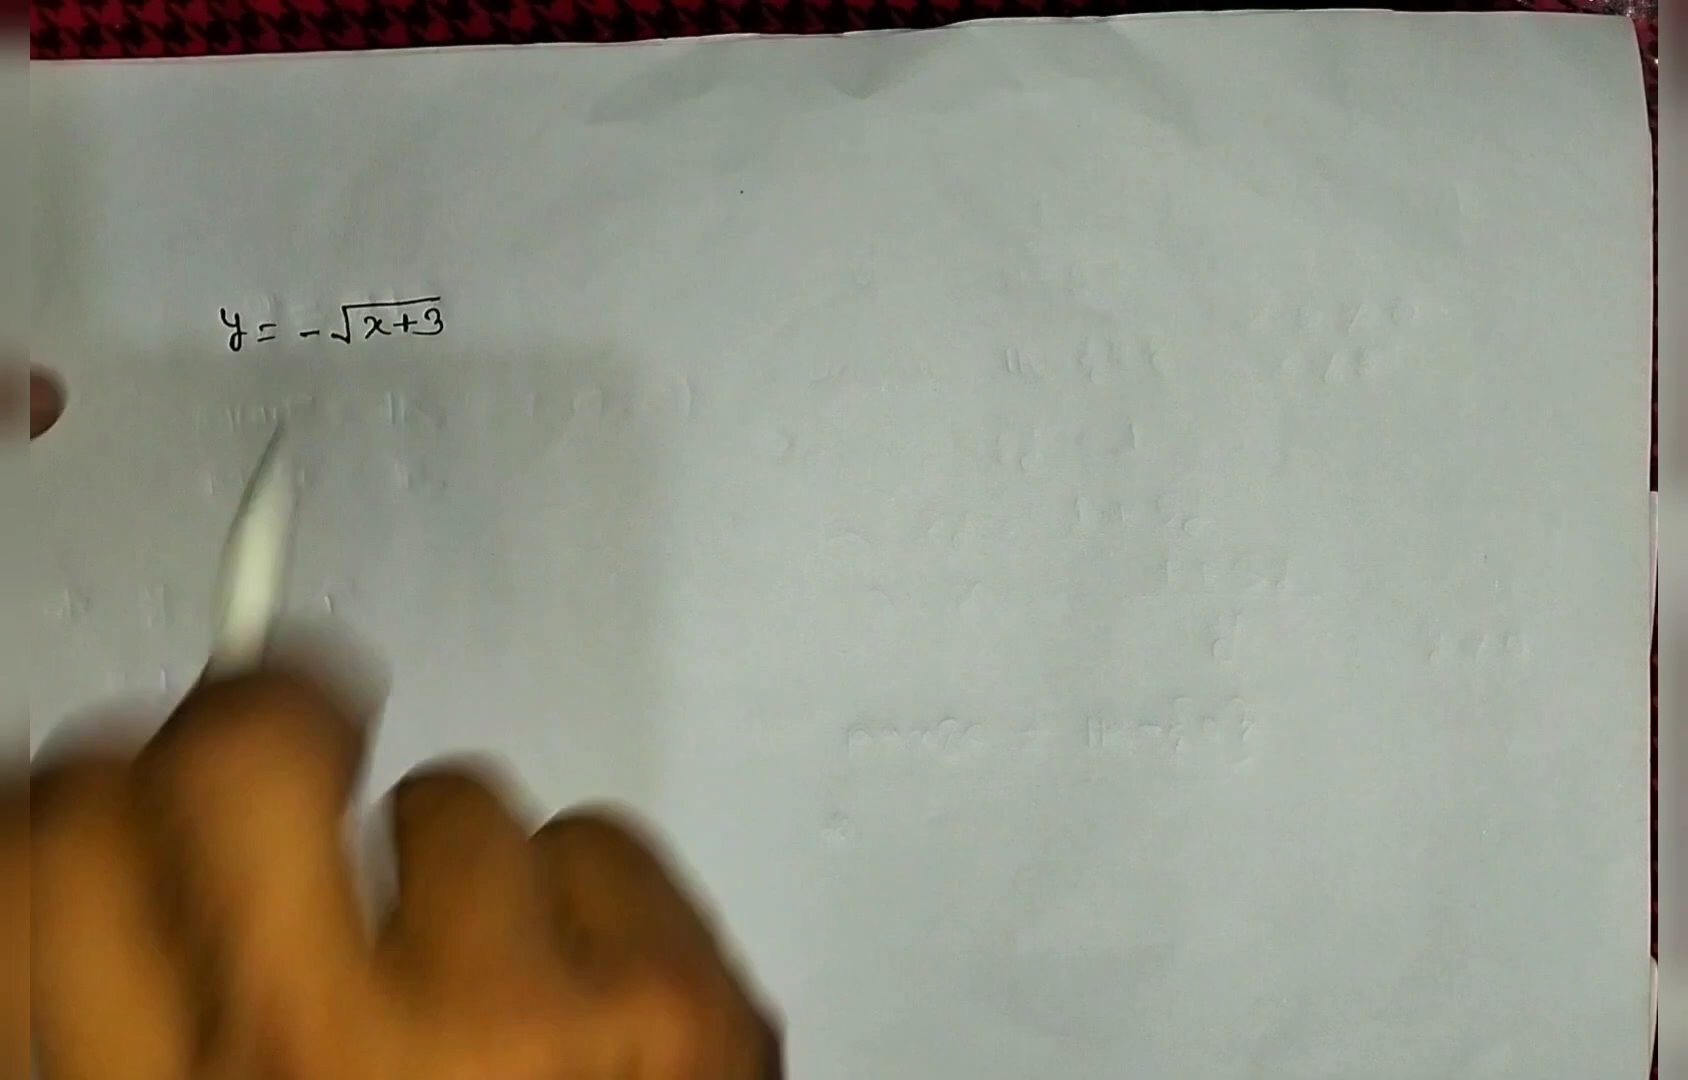 y = -√(x+3)